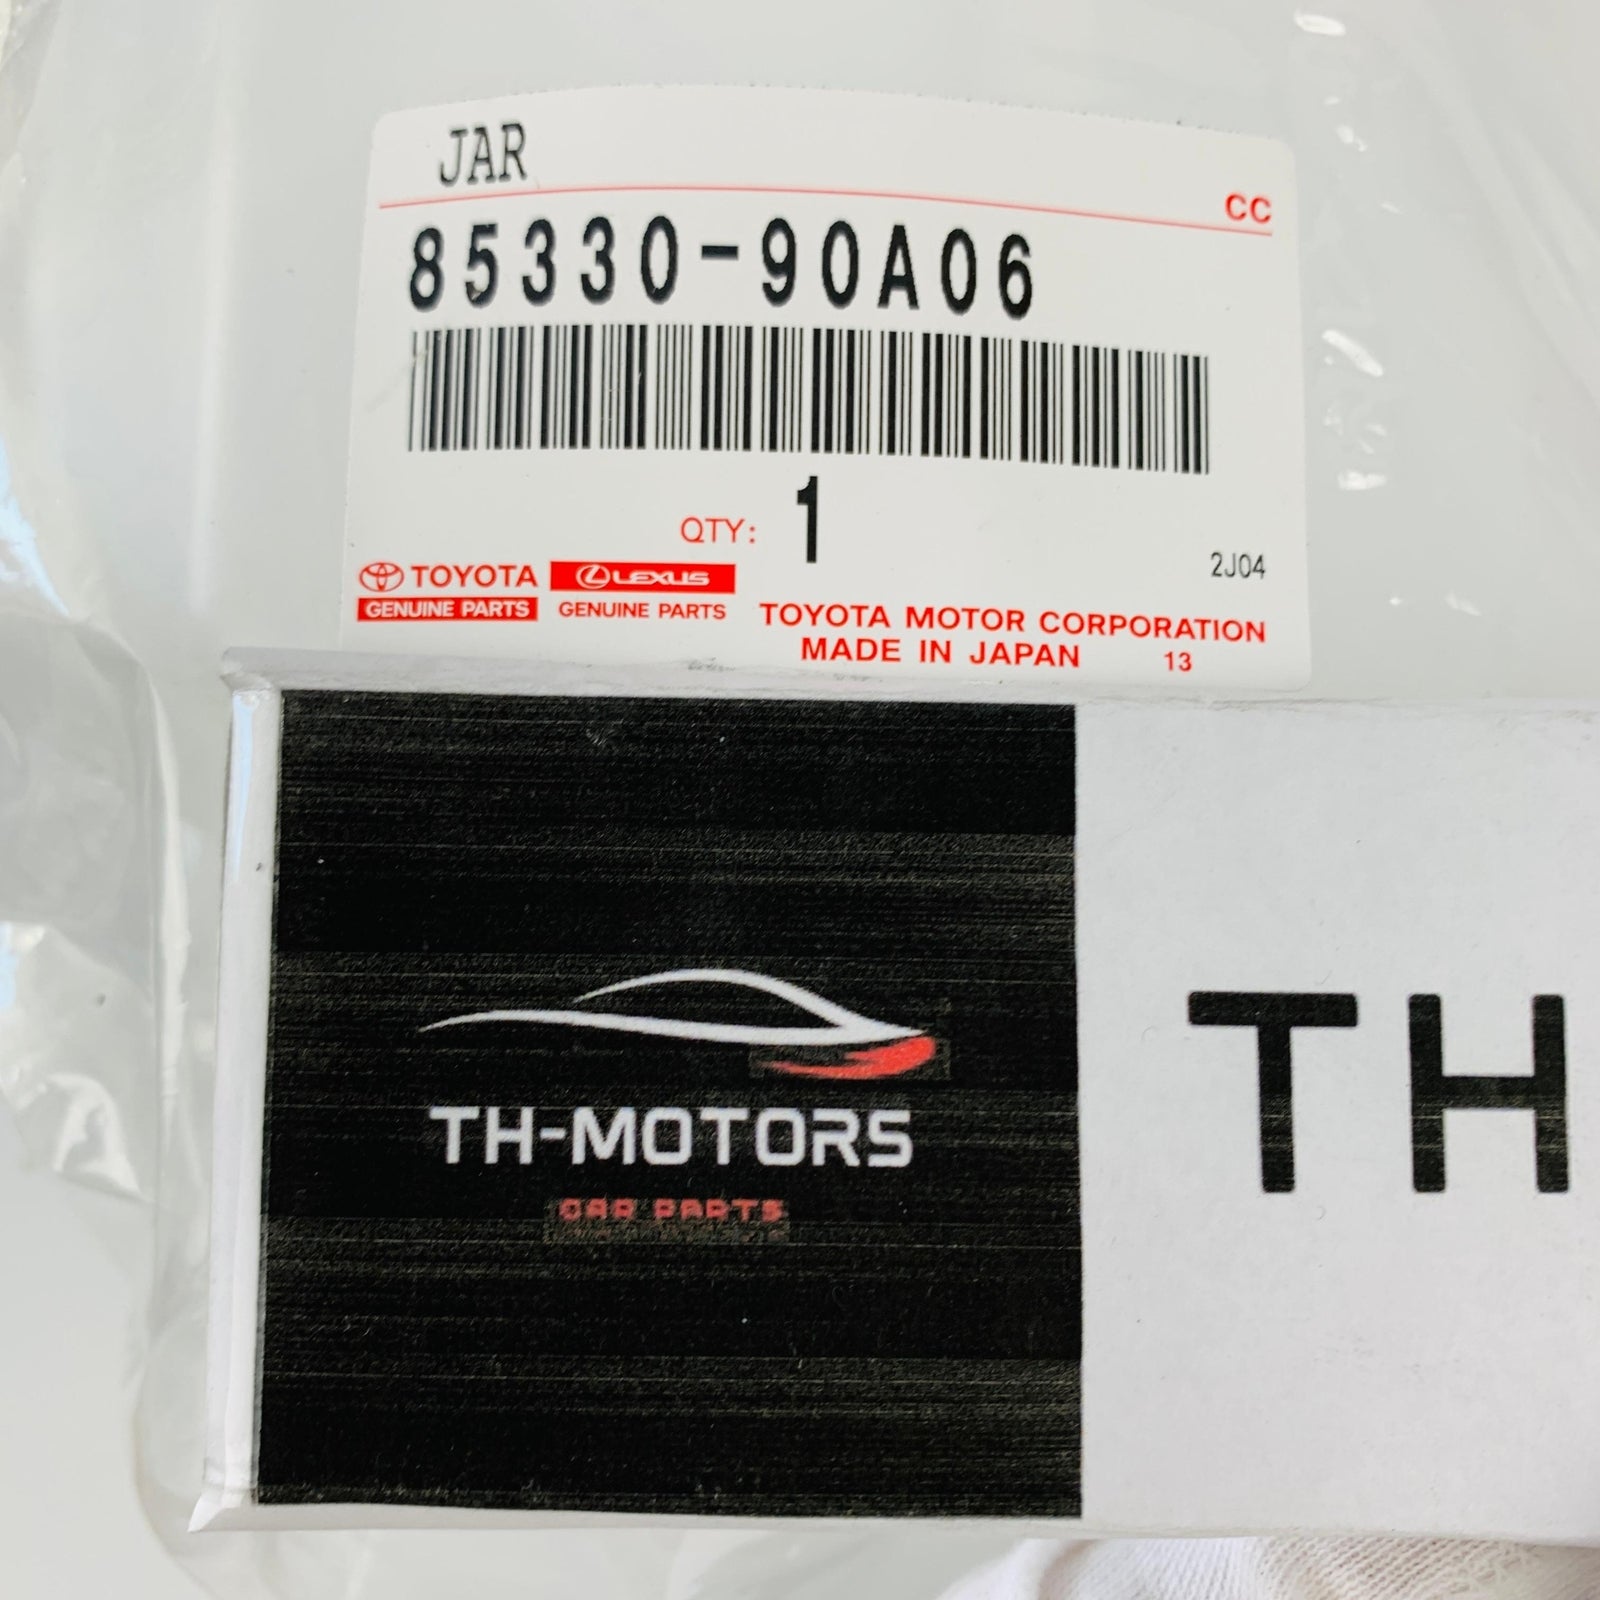 JAR
CC
85330-90A06
QTY: 1
2J04
TOYOTA LEXUS
GENUINE PARTS GENUINE PARTS
TOYOTA MOTOR CORPORATION
MADE IN JAPAN 13
TH-MOTORS
CAR PARTS
TH